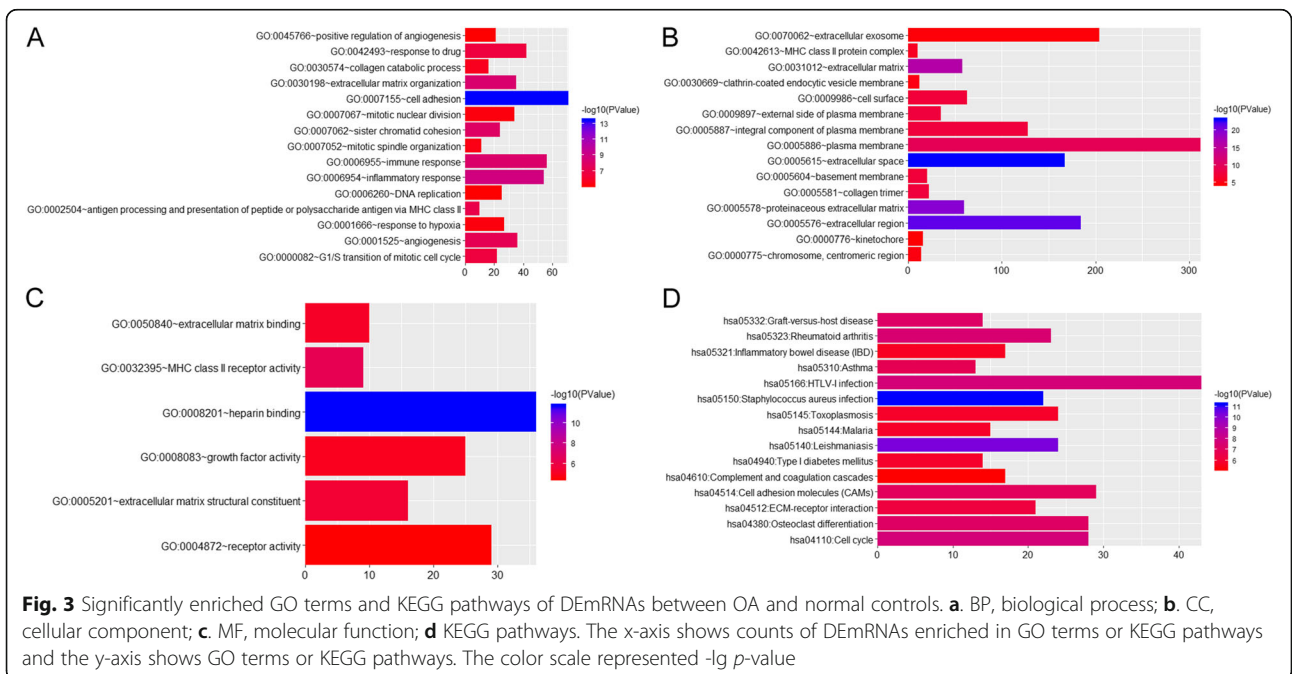 A
GO:0045766~positive regulation of angiogenesis
GO:0042493~response to drug
GO:0030574~collagen catabolic process
GO:0030198~extracellular matrix organization
GO:0007155~cell adhesion
GO:0007067~mitotic nuclear division
GO:0007062~sister chromatid cohesion
GO:0007052~mitotic spindle organization
GO:0006955~immune response
GO:0006954~inflammatory response
GO:0006260~DNA replication
GO:0002504~antigen processing and presentation of peptide or polysaccharide antigen via MHC class II
GO:0001666~response to hypoxia
GO:0001525~angiogenesis
GO:0000082~G1/S transition of mitotic cell cycle
0 20 40 60
-log10(PValue)
13
11
9
7
B
GO:0070062~extracellular exosome
GO:0042613~MHC class II protein complex
GO:0031012~extracellular matrix
GO:0030669~clathrin-coated endocytic vesicle membrane
GO:0009986~cell surface
GO:0009897~external side of plasma membrane
GO:0005887~integral component of plasma membrane
GO:0005886~plasma membrane
GO:0005615~extracellular space
GO:0005604~basement membrane
GO:0005581~collagen trimer
GO:0005578~proteinaceous extracellular matrix
GO:0005576~extracellular region
GO:0000776~kinetochore
GO:0000775~chromosome, centromeric region
0 100 200 300
-log10(PValue)
20
15
10
5
C
GO:0050840~extracellular matrix binding
GO:0032395~MHC class II receptor activity
GO:0008201~heparin binding
GO:0008083~growth factor activity
GO:0005201~extracellular matrix structural constituent
GO:0004872~receptor activity
0 10 20 30
-log10(PValue)
10
8
6
D
hsa05332:Graft-versus-host disease
hsa05323:Rheumatoid arthritis
hsa05321:Inflammatory bowel disease (IBD)
hsa05310:Asthma
hsa05166:HTLV-I infection
hsa05150:Staphylococcus aureus infection
hsa05145:Toxoplasmosis
hsa05144:Malaria
hsa05140:Leishmaniasis
hsa04940:Type I diabetes mellitus
hsa04610:Complement and coagulation cascades
hsa04514:Cell adhesion molecules (CAMs)
hsa04512:ECM-receptor interaction
hsa04380:Osteoclast differentiation
hsa04110:Cell cycle
0 10 20 30 40
-log10(PValue)
11
10
9
8
7
6
Fig. 3 Significantly enriched GO terms and KEGG pathways of DEmRNAs between OA and normal controls. a. BP, biological process; b. CC,
cellular component; c. MF, molecular function; d KEGG pathways. The x-axis shows counts of DEmRNAs enriched in GO terms or KEGG pathways
and the y-axis shows GO terms or KEGG pathways. The color scale represented -lg p-value